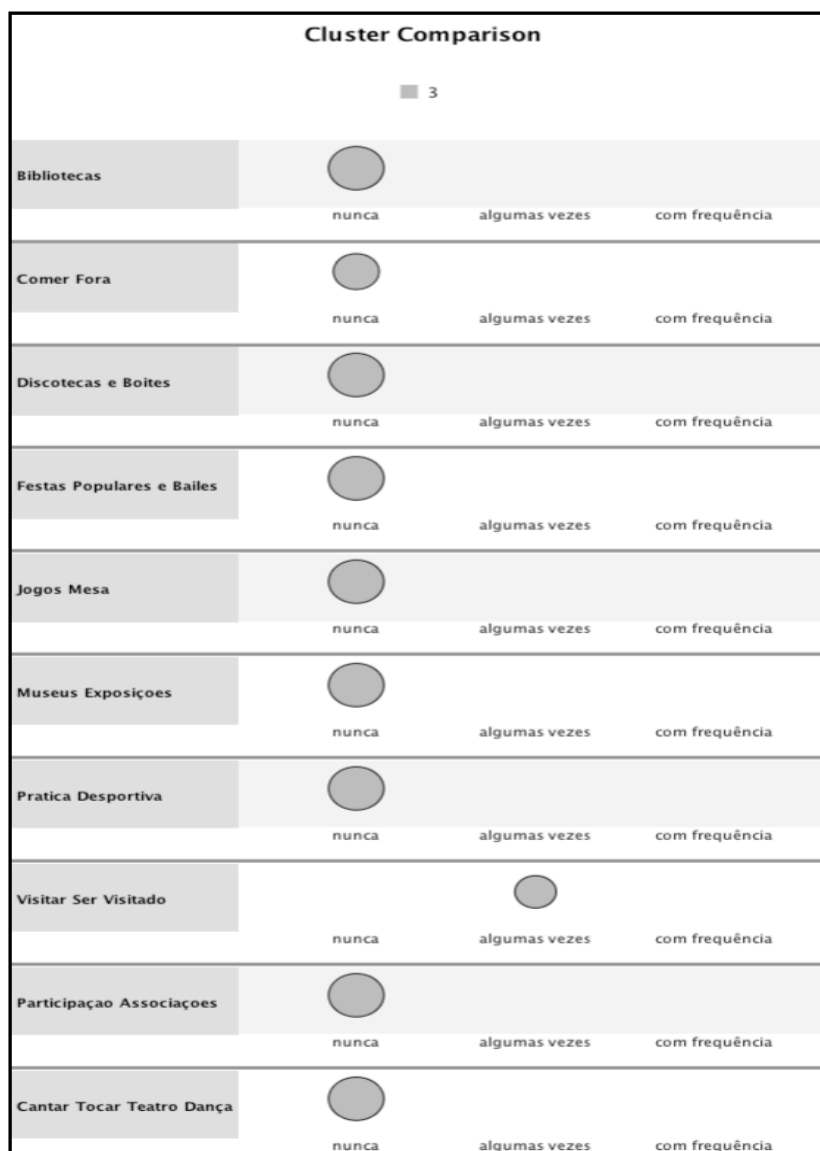 Cluster Comparison
3
Bibliotecas
nunca algumas vezes com frequência
Comer Fora
nunca algumas vezes com frequência
Discotecas e Boites
nunca algumas vezes com frequência
Festas Populares e Bailes
nunca algumas vezes com frequência
Jogos Mesa
nunca algumas vezes com frequência
Museus Exposiçoes
nunca algumas vezes com frequência
Pratica Desportiva
nunca algumas vezes com frequência
Visitar Ser Visitado
nunca algumas vezes com frequência
Participaçao Associaçoes
nunca algumas vezes com frequência
Cantar Tocar Teatro Dança
nunca algumas vezes com frequência